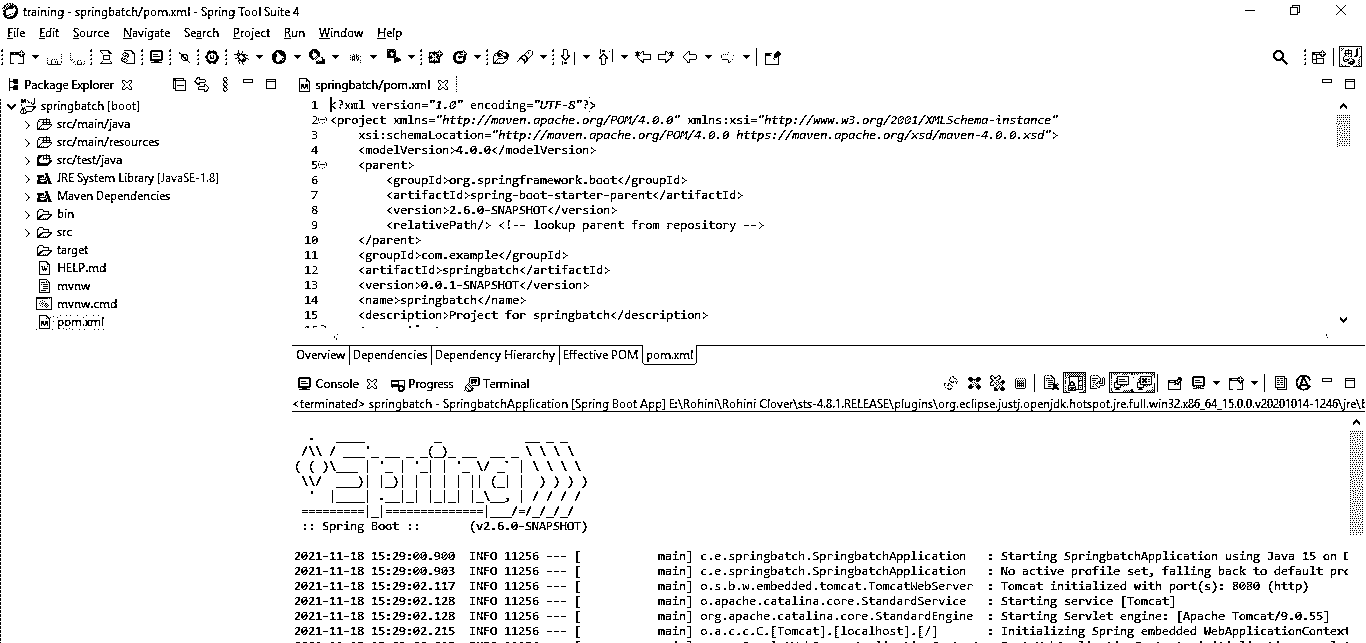 training - springbatch/pom.xml - Spring Tool Suite 4
File Edit Source Navigate Search Project Run Window Help
Package Explorer
springbatch [boot]
src/main/java
src/main/resources
src/test/java
JRE System Library [JavaSE-1.8]
Maven Dependencies
bin
src
target
HELP.md
mvnw
mvnw.cmd
pom.xml
springbatch/pom.xml
1 <?xml version="1.0" encoding="UTF-8"?>
2 <project xmlns="http://maven.apache.org/POM/4.0.0" xmlns:xsi="http://www.w3.org/2001/XMLSchema-instance"
3 xsi:schemaLocation="http://maven.apache.org/POM/4.0.0 https://maven.apache.org/xsd/maven-4.0.0.xsd">
4 <modelVersion>4.0.0</modelVersion>
5 <parent>
6 <groupId>org.springframework.boot</groupId>
7 <artifactId>spring-boot-starter-parent</artifactId>
8 <version>2.6.0-SNAPSHOT</version>
9 <relativePath/> <!-- lookup parent from repository -->
10 </parent>
11 <groupId>com.example</groupId>
12 <artifactId>springbatch</artifactId>
13 <version>0.0.1-SNAPSHOT</version>
14 <name>springbatch</name>
15 <description>Project for springbatch</description>
Overview Dependencies Dependency Hierarchy Effective POM pom.xml
Console Progress Terminal
<terminated> springbatch - SpringbatchApplication [Spring Boot App] E:\Rohini\Rohini Clover\sts-4.8.1.RELEASE\plugins\org.eclipse.justj.openjdk.hotspot.jre.full.win32.x86_64_15.0.0.v20201014-1246\jre\
:: Spring Boot :: (v2.6.0-SNAPSHOT)
2021-11-18 15:29:00.900 INFO 11256 --- [ main] c.e.springbatch.SpringbatchApplication : Starting SpringbatchApplication using Java 15 on
2021-11-18 15:29:00.903 INFO 11256 --- [ main] c.e.springbatch.SpringbatchApplication : No active profile set, falling back to default
2021-11-18 15:29:02.117 INFO 11256 --- [ main] o.s.b.w.embedded.tomcat.TomcatWebServer : Tomcat initialized with port(s): 8080 (http)
2021-11-18 15:29:02.128 INFO 11256 --- [ main] o.apache.catalina.core.StandardService : Starting service [Tomcat]
2021-11-18 15:29:02.128 INFO 11256 --- [ main] org.apache.catalina.core.StandardEngine : Starting Servlet engine: [Apache Tomcat/9.0.55]
2021-11-18 15:29:02.215 INFO 11256 --- [ main] o.a.c.c.C.[Tomcat].[localhost].[/] : Initializing Spring embedded WebApplicationContext